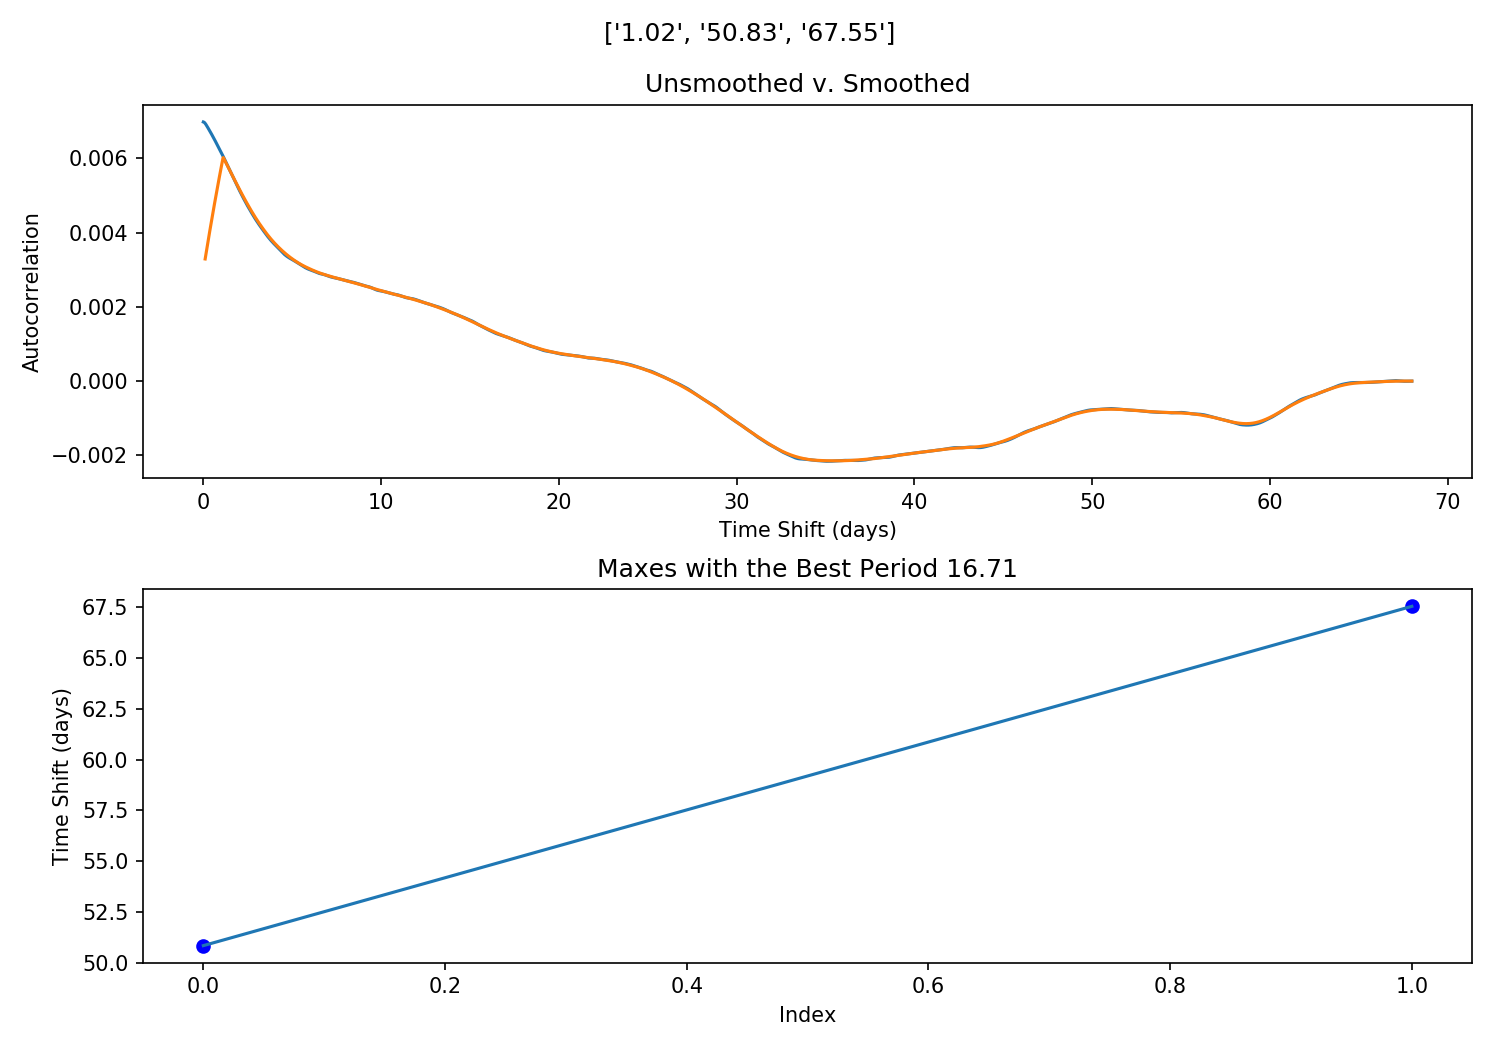 ['1.02', '50.83', '67.55']
Unsmoothed v. Smoothed
Autocorrelation
0.006
0.004
0.002
0.000
−0.002
0 10 20 30 40 50 60 70
Time Shift (days)
Maxes with the Best Period 16.71
Time Shift (days)
67.5
65.0
62.5
60.0
57.5
55.0
52.5
50.0
0.0 0.2 0.4 0.6 0.8 1.0
Index